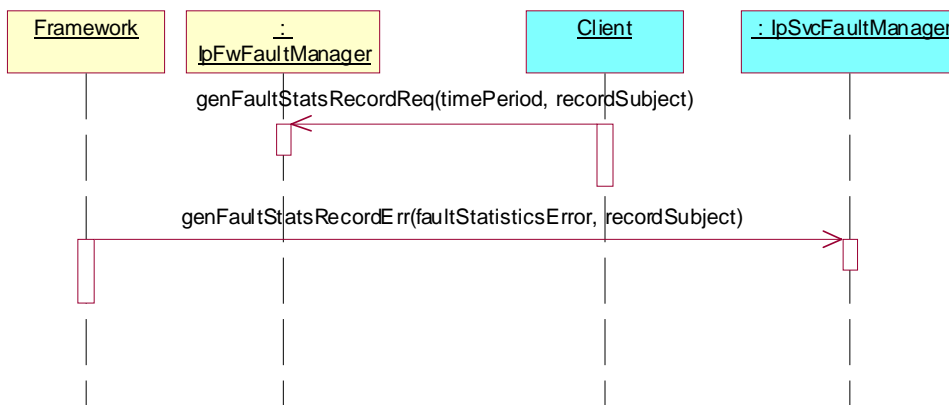 Framework
:
IpFwFaultManager
Client
: IpSvcFaultManager
genFaultStatsRecordReq(timePeriod, recordSubject)
genFaultStatsRecordErr(faultStatisticsError, recordSubject)